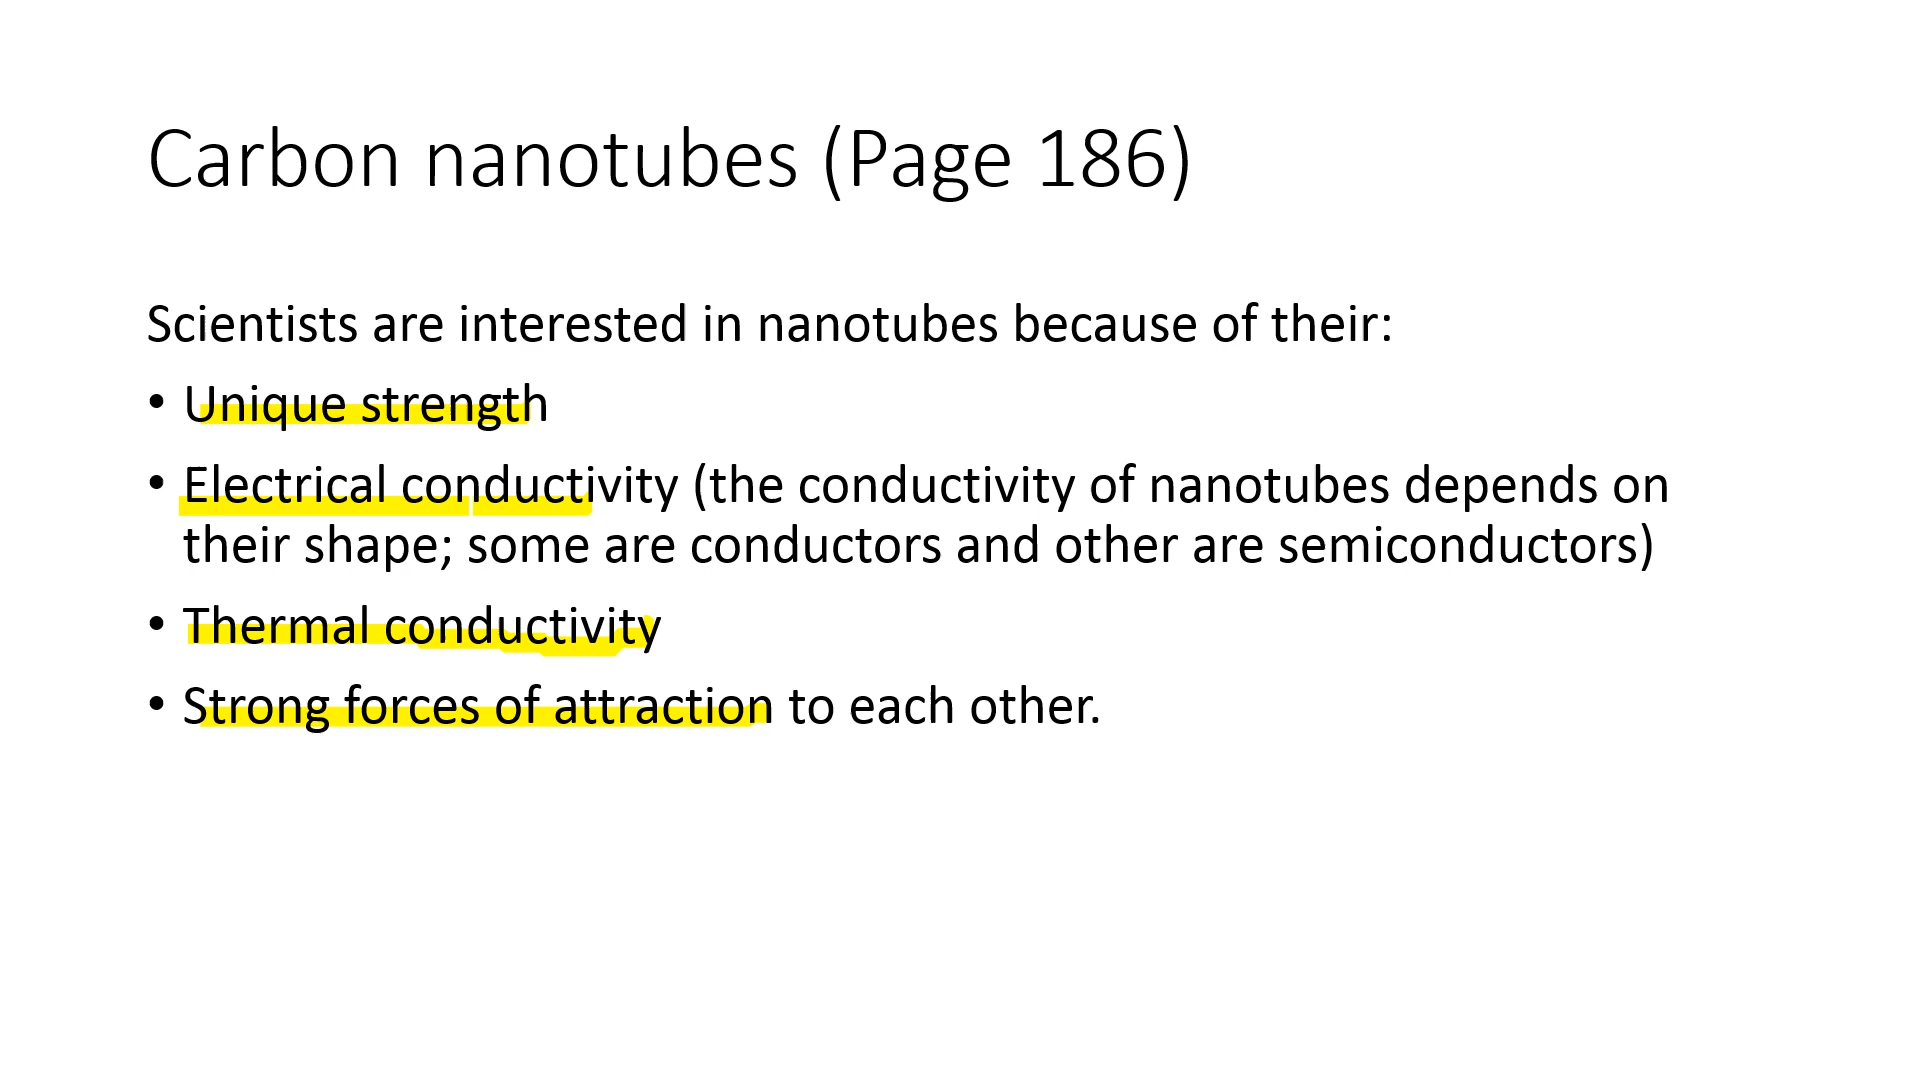 Carbon nanotubes (Page 186)
Scientists are interested in nanotubes because of their:
• Unique strength
• Electrical conductivity (the conductivity of nanotubes depends on
their shape; some are conductors and other are semiconductors)
• Thermal conductivity
• Strong forces of attraction to each other.